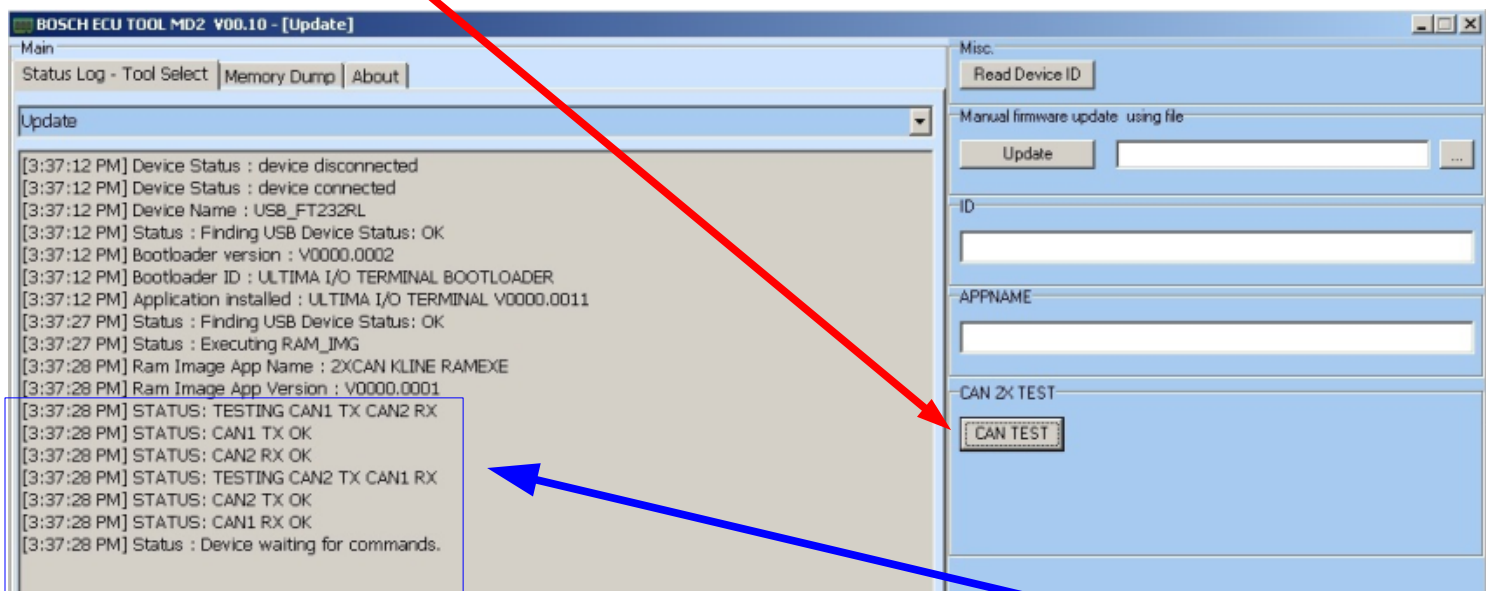 BOSCH ECU TOOL MD2 V00.10 - [Update]
Main
Status Log - Tool Select
Memory Dump
About
Update
[3:37:12 PM] Device Status : device disconnected
[3:37:12 PM] Device Status : device connected
[3:37:12 PM] Device Name : USB_FT232RL
[3:37:12 PM] Status : Finding USB Device Status: OK
[3:37:12 PM] Bootloader version : V0000.0002
[3:37:12 PM] Bootloader ID : ULTIMA I/O TERMINAL BOOTLOADER
[3:37:12 PM] Application installed : ULTIMA I/O TERMINAL V0000.0011
[3:37:27 PM] Status : Finding USB Device Status: OK
[3:37:27 PM] Status : Executing RAM_IMG
[3:37:28 PM] Ram Image App Name : 2XCAN KLINE RAMEXE
[3:37:28 PM] Ram Image App Version : V0000.0001
[3:37:28 PM] STATUS: TESTING CAN1 TX CAN2 RX
[3:37:28 PM] STATUS: CAN1 TX OK
[3:37:28 PM] STATUS: CAN2 RX OK
[3:37:28 PM] STATUS: TESTING CAN2 TX CAN1 RX
[3:37:28 PM] STATUS: CAN2 TX OK
[3:37:28 PM] STATUS: CAN1 RX OK
[3:37:28 PM] Status : Device waiting for commands.
Misc.
Read Device ID
Manual firmware update using file
Update
...
ID
APPNAME
CAN 2X TEST
CAN TEST